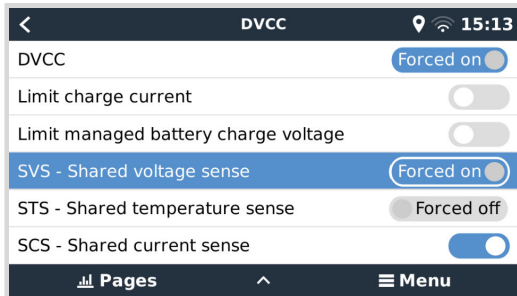 DVCC 15:13
DVCC Forced on
Limit charge current
Limit managed battery charge voltage
SVS - Shared voltage sense Forced on
STS - Shared temperature sense Forced off
SCS - Shared current sense
Pages Menu